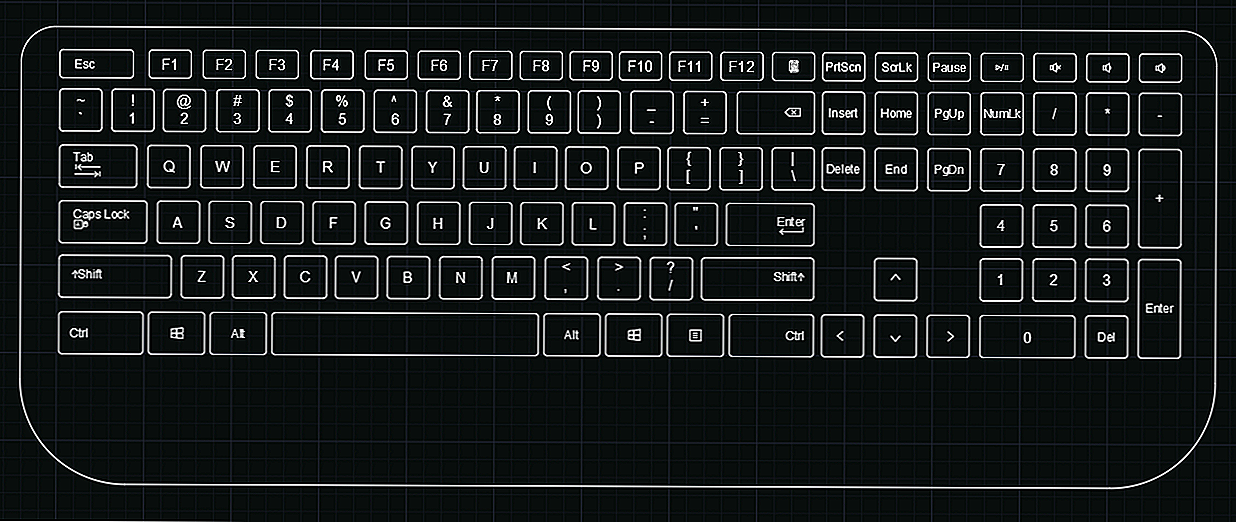 Esc F1 F2 F3 F4 F5 F6 F7 F8 F9 F10 F11 F12 PrtScn ScrLk Pause
~ ! @ # $ % ^ & * ( ) _ +
` 1 2 3 4 5 6 7 8 9 ) - = Insert Home PgUp NumLk / * -
Tab Q W E R T Y U I O P { } | Delete End PgDn 7 8 9
[ ] \ +
Caps Lock A S D F G H J K L : " Enter 4 5 6
; '
↑Shift Z X C V B N M < > ? Shift↑ ^ 1 2 3
, . / Enter
Ctrl Alt Alt Ctrl < v > 0 Del